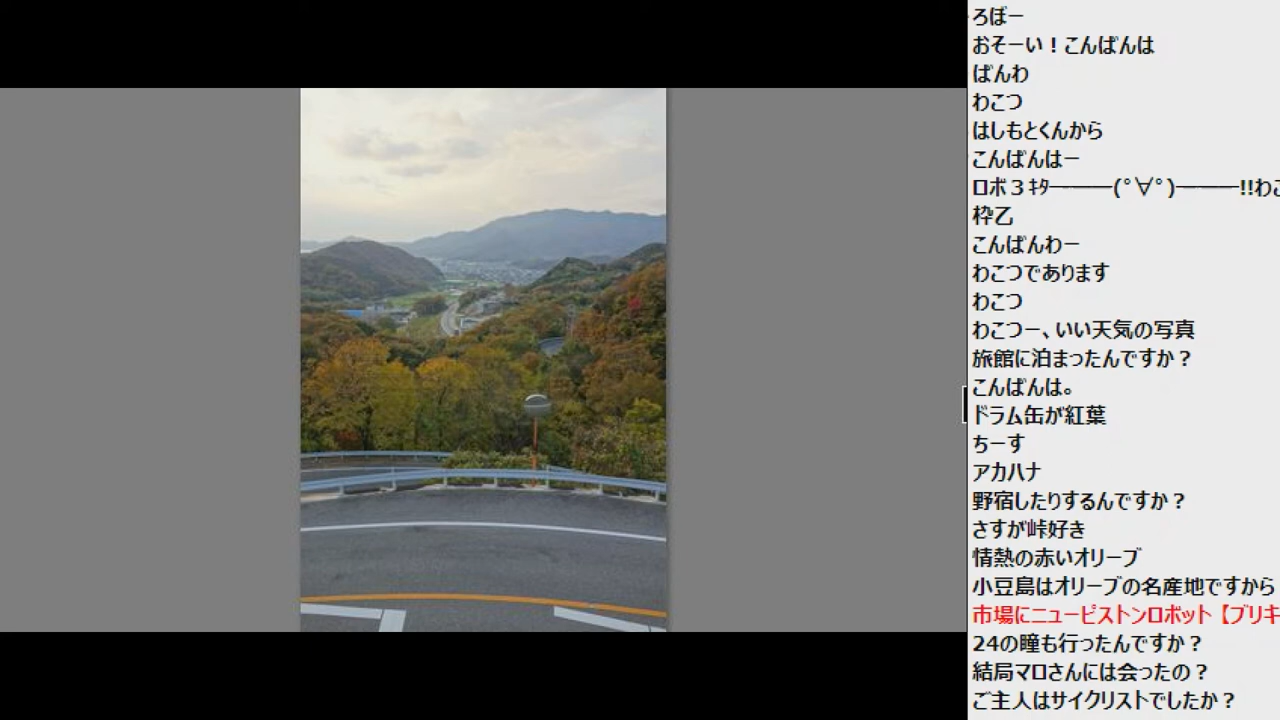 ろぼー
おそーい！こんばんは
ばんわ
わこつ
はしもとくんから
こんばんはー
ロボ３ｷﾀ―――(ﾟ∀ﾟ)―――!!わこ
枠乙
こんばんわー
わこつであります
わこつ
わこつー、いい天気の写真
旅館に泊まったんですか？
こんばんは。
ドラム缶が紅葉
ちーす
アカハナ
野宿したりするんですか？
さすが峠好き
情熱の赤いオリーブ
小豆島はオリーブの名産地ですから
市場にニューピストンロボット【ブリキ
24の瞳も行ったんですか？
結局マロさんには会ったの？
ご主人はサイクリストでしたか？